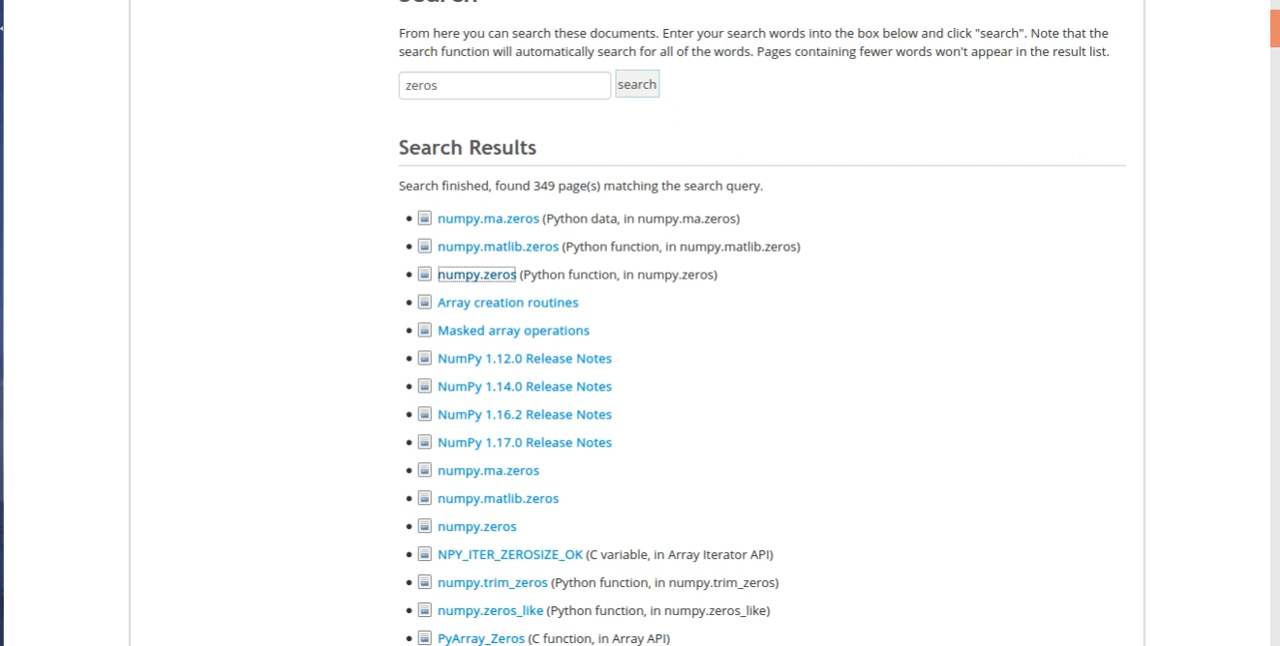 Search
From here you can search these documents. Enter your search words into the box below and click "search". Note that the
search function will automatically search for all of the words. Pages containing fewer words won't appear in the result list.
zeros search
Search Results
Search finished, found 349 page(s) matching the search query.
numpy.ma.zeros (Python data, in numpy.ma.zeros)
numpy.matlib.zeros (Python function, in numpy.matlib.zeros)
numpy.zeros (Python function, in numpy.zeros)
Array creation routines
Masked array operations
NumPy 1.12.0 Release Notes
NumPy 1.14.0 Release Notes
NumPy 1.16.2 Release Notes
NumPy 1.17.0 Release Notes
numpy.ma.zeros
numpy.matlib.zeros
numpy.zeros
NPY_ITER_ZEROSIZE_OK (C variable, in Array Iterator API)
numpy.trim_zeros (Python function, in numpy.trim_zeros)
numpy.zeros_like (Python function, in numpy.zeros_like)
PyArray_Zeros (C function, in Array API)